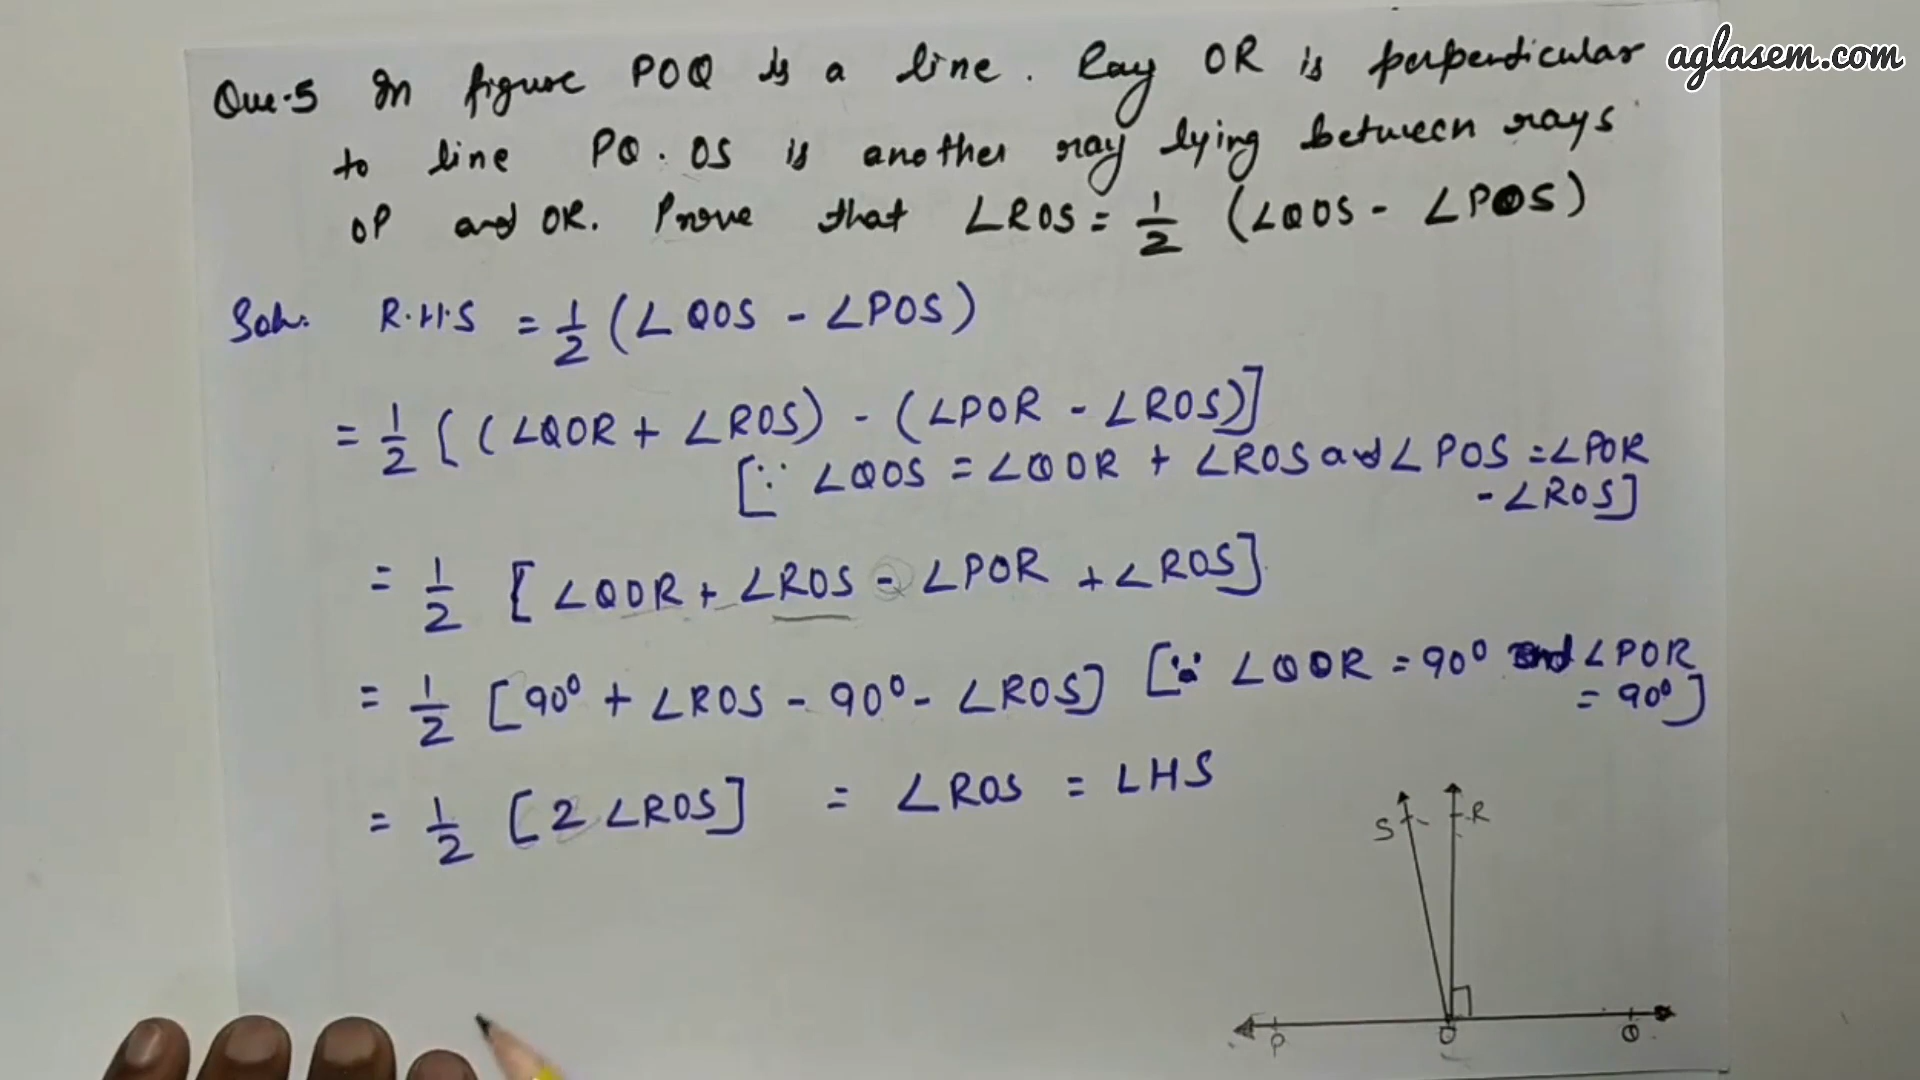 aglasem.com
Que.5 In figure POQ is a line. Ray OR is perpendicular
to line PQ. OS is another ray lying between rays
OP and OR. Prove that ∠ROS = 1/2 (∠QOS - ∠POS)
Soln. R.H.S = 1/2 (∠QOS - ∠POS)
= 1/2 [(∠QOR + ∠ROS) - (∠POR - ∠ROS)]
[∵ ∠QOS = ∠QOR + ∠ROS and ∠POS = ∠POR
- ∠ROS]
= 1/2 [∠QOR + ∠ROS - ∠POR + ∠ROS]
= 1/2 [90° + ∠ROS - 90° - ∠ROS] [∵ ∠QOR = 90° and ∠POR
= 90°]
= 1/2 [2 ∠ROS] = ∠ROS = LHS
S R
P O Q